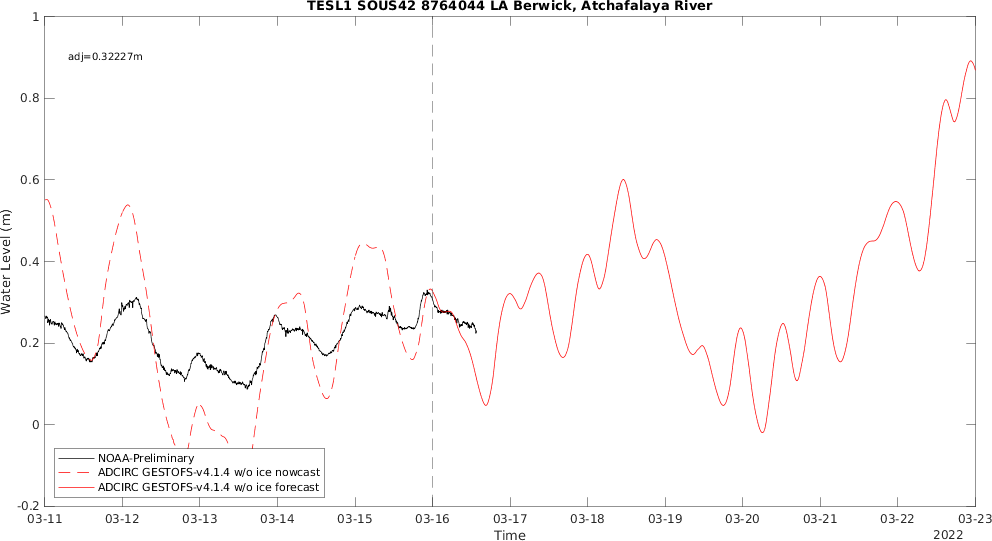 TESL1 SOUS42 8764044 LA Berwick, Atchafalaya River
adj=0.32227m
1
0.8
0.6
0.4
0.2
0
-0.2
Water Level (m)
NOAA-Preliminary
ADCIRC GESTOFS-v4.1.4 w/o ice nowcast
ADCIRC GESTOFS-v4.1.4 w/o ice forecast
03-11 03-12 03-13 03-14 03-15 03-16 03-17 03-18 03-19 03-20 03-21 03-22 03-23
Time
2022